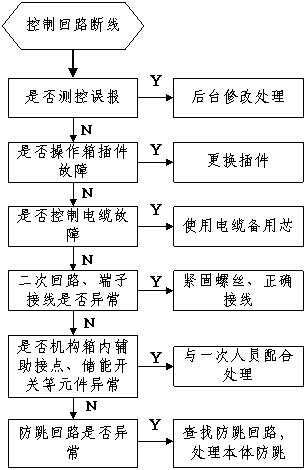 控制回路断线
是否测控误报
Y
后台修改处理
N
是否操作箱插件
故障
Y
更换插件
N
是否控制电缆故
障
Y
使用电缆备用芯
N
二次回路、端子
接线是否异常
Y
紧固螺丝、正确
接线
N
是否机构箱内辅
助接点、储能开
关等元件异常
Y
与一次人员配合
处理
N
防跳回路是否异
常
Y
查找防跳回路,
处理本体防跳